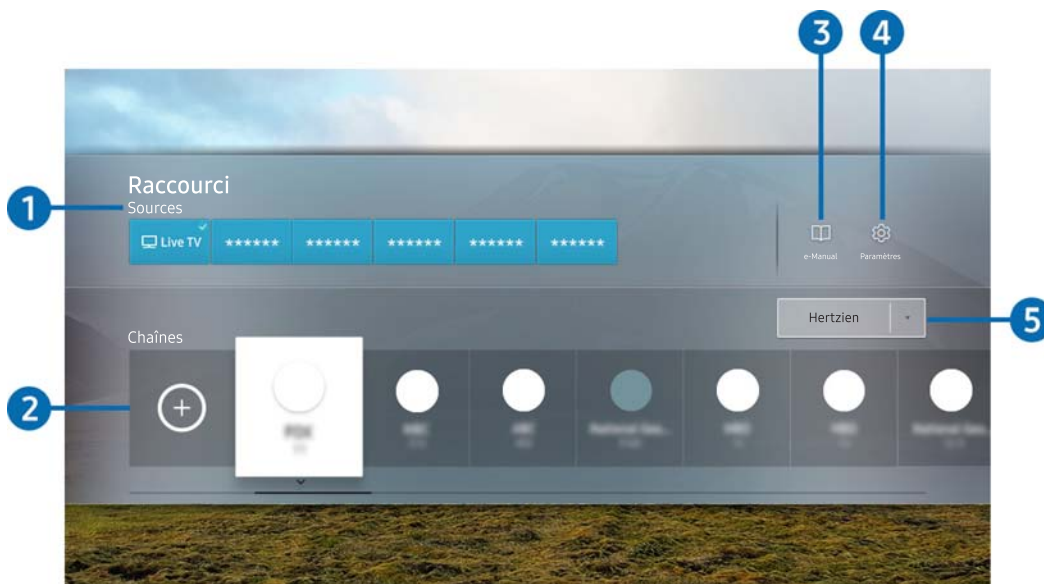 3 4
Raccourci
1 Sources
Live TV ****** ****** ****** ****** ******
e-Manual Paramètres
Hertzien 5
Chaînes
2